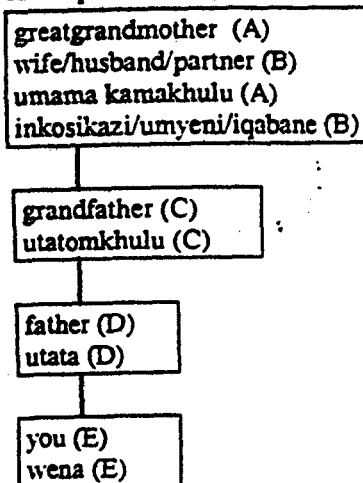 greatgrandmother (A)
wife/husband/partner (B)
umama kamakhulu (A)
inkosikazi/umyeni/iqabane (B)
grandfather (C)
utatomkhulu (C)
father (D)
utata (D)
you (E)
wena (E)